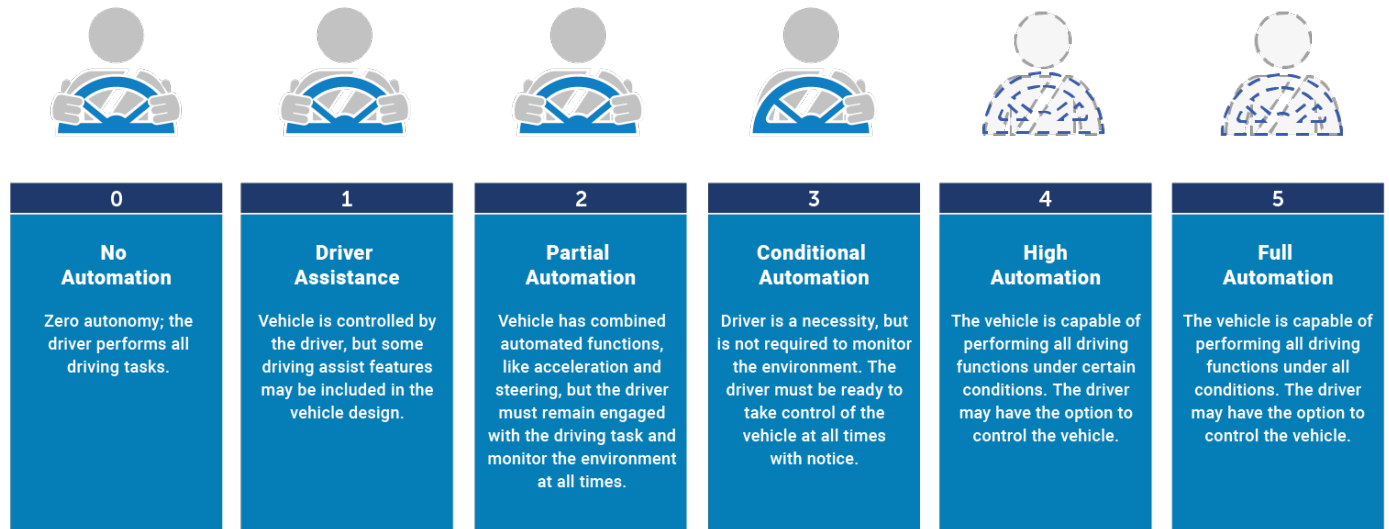 0
No
Automation
Zero autonomy; the
driver performs all
driving tasks.
1
Driver
Assistance
Vehicle is controlled by
the driver, but some
driving assist features
may be included in the
vehicle design.
2
Partial
Automation
Vehicle has combined
automated functions,
like acceleration and
steering, but the driver
must remain engaged
with the driving task and
monitor the environment
at all times.
3
Conditional
Automation
Driver is a necessity, but
is not required to monitor
the environment. The
driver must be ready to
take control of the
vehicle at all times
with notice.
4
High
Automation
The vehicle is capable of
performing all driving
functions under certain
conditions. The driver
may have the option to
control the vehicle.
5
Full
Automation
The vehicle is capable of
performing all driving
functions under all
conditions. The driver
may have the option to
control the vehicle.